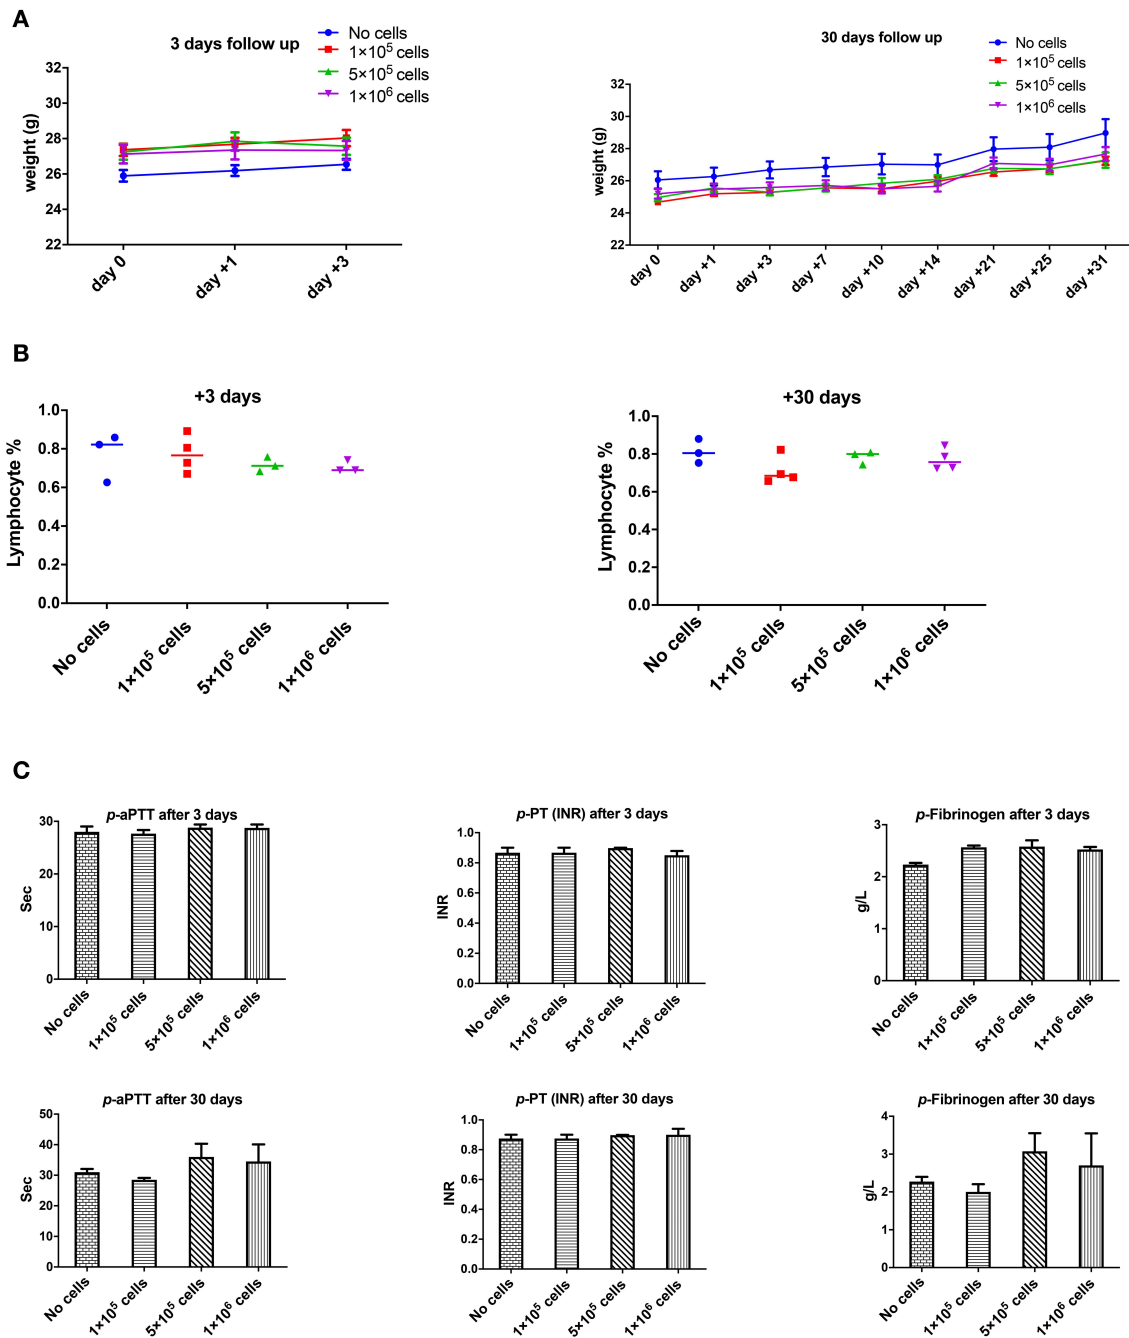 A
3 days follow up
No cells
1×10⁵ cells
5×10⁵ cells
1×10⁶ cells
weight (g)
32
30
28
26
24
22
day 0
day +1
day +3
30 days follow up
No cells
1×10⁵ cells
5×10⁵ cells
1×10⁶ cells
weight (g)
32
30
28
26
24
22
day 0
day +1
day +3
day +7
day +10
day +14
day +21
day +25
day +31
B
+3 days
Lymphocyte %
1.0
0.8
0.6
0.4
0.2
0.0
No cells
1×10⁵ cells
5×10⁵ cells
1×10⁶ cells
+30 days
Lymphocyte %
1.0
0.8
0.6
0.4
0.2
0.0
No cells
1×10⁵ cells
5×10⁵ cells
1×10⁶ cells
C
p-aPTT after 3 days
Sec
30
20
10
0
No cells
1×10⁵ cells
5×10⁵ cells
1×10⁶ cells
p-PT (INR) after 3 days
INR
1.0
0.8
0.6
0.4
0.2
0.0
No cells
1×10⁵ cells
5×10⁵ cells
1×10⁶ cells
p-Fibrinogen after 3 days
g/L
3
2
1
0
No cells
1×10⁵ cells
5×10⁵ cells
1×10⁶ cells
p-aPTT after 30 days
Sec
50
40
30
20
10
0
No cells
1×10⁵ cells
5×10⁵ cells
1×10⁶ cells
p-PT (INR) after 30 days
INR
1.0
0.8
0.6
0.4
0.2
0.0
No cells
1×10⁵ cells
5×10⁵ cells
1×10⁶ cells
p-Fibrinogen after 30 days
g/L
4
3
2
1
0
No cells
1×10⁵ cells
5×10⁵ cells
1×10⁶ cells